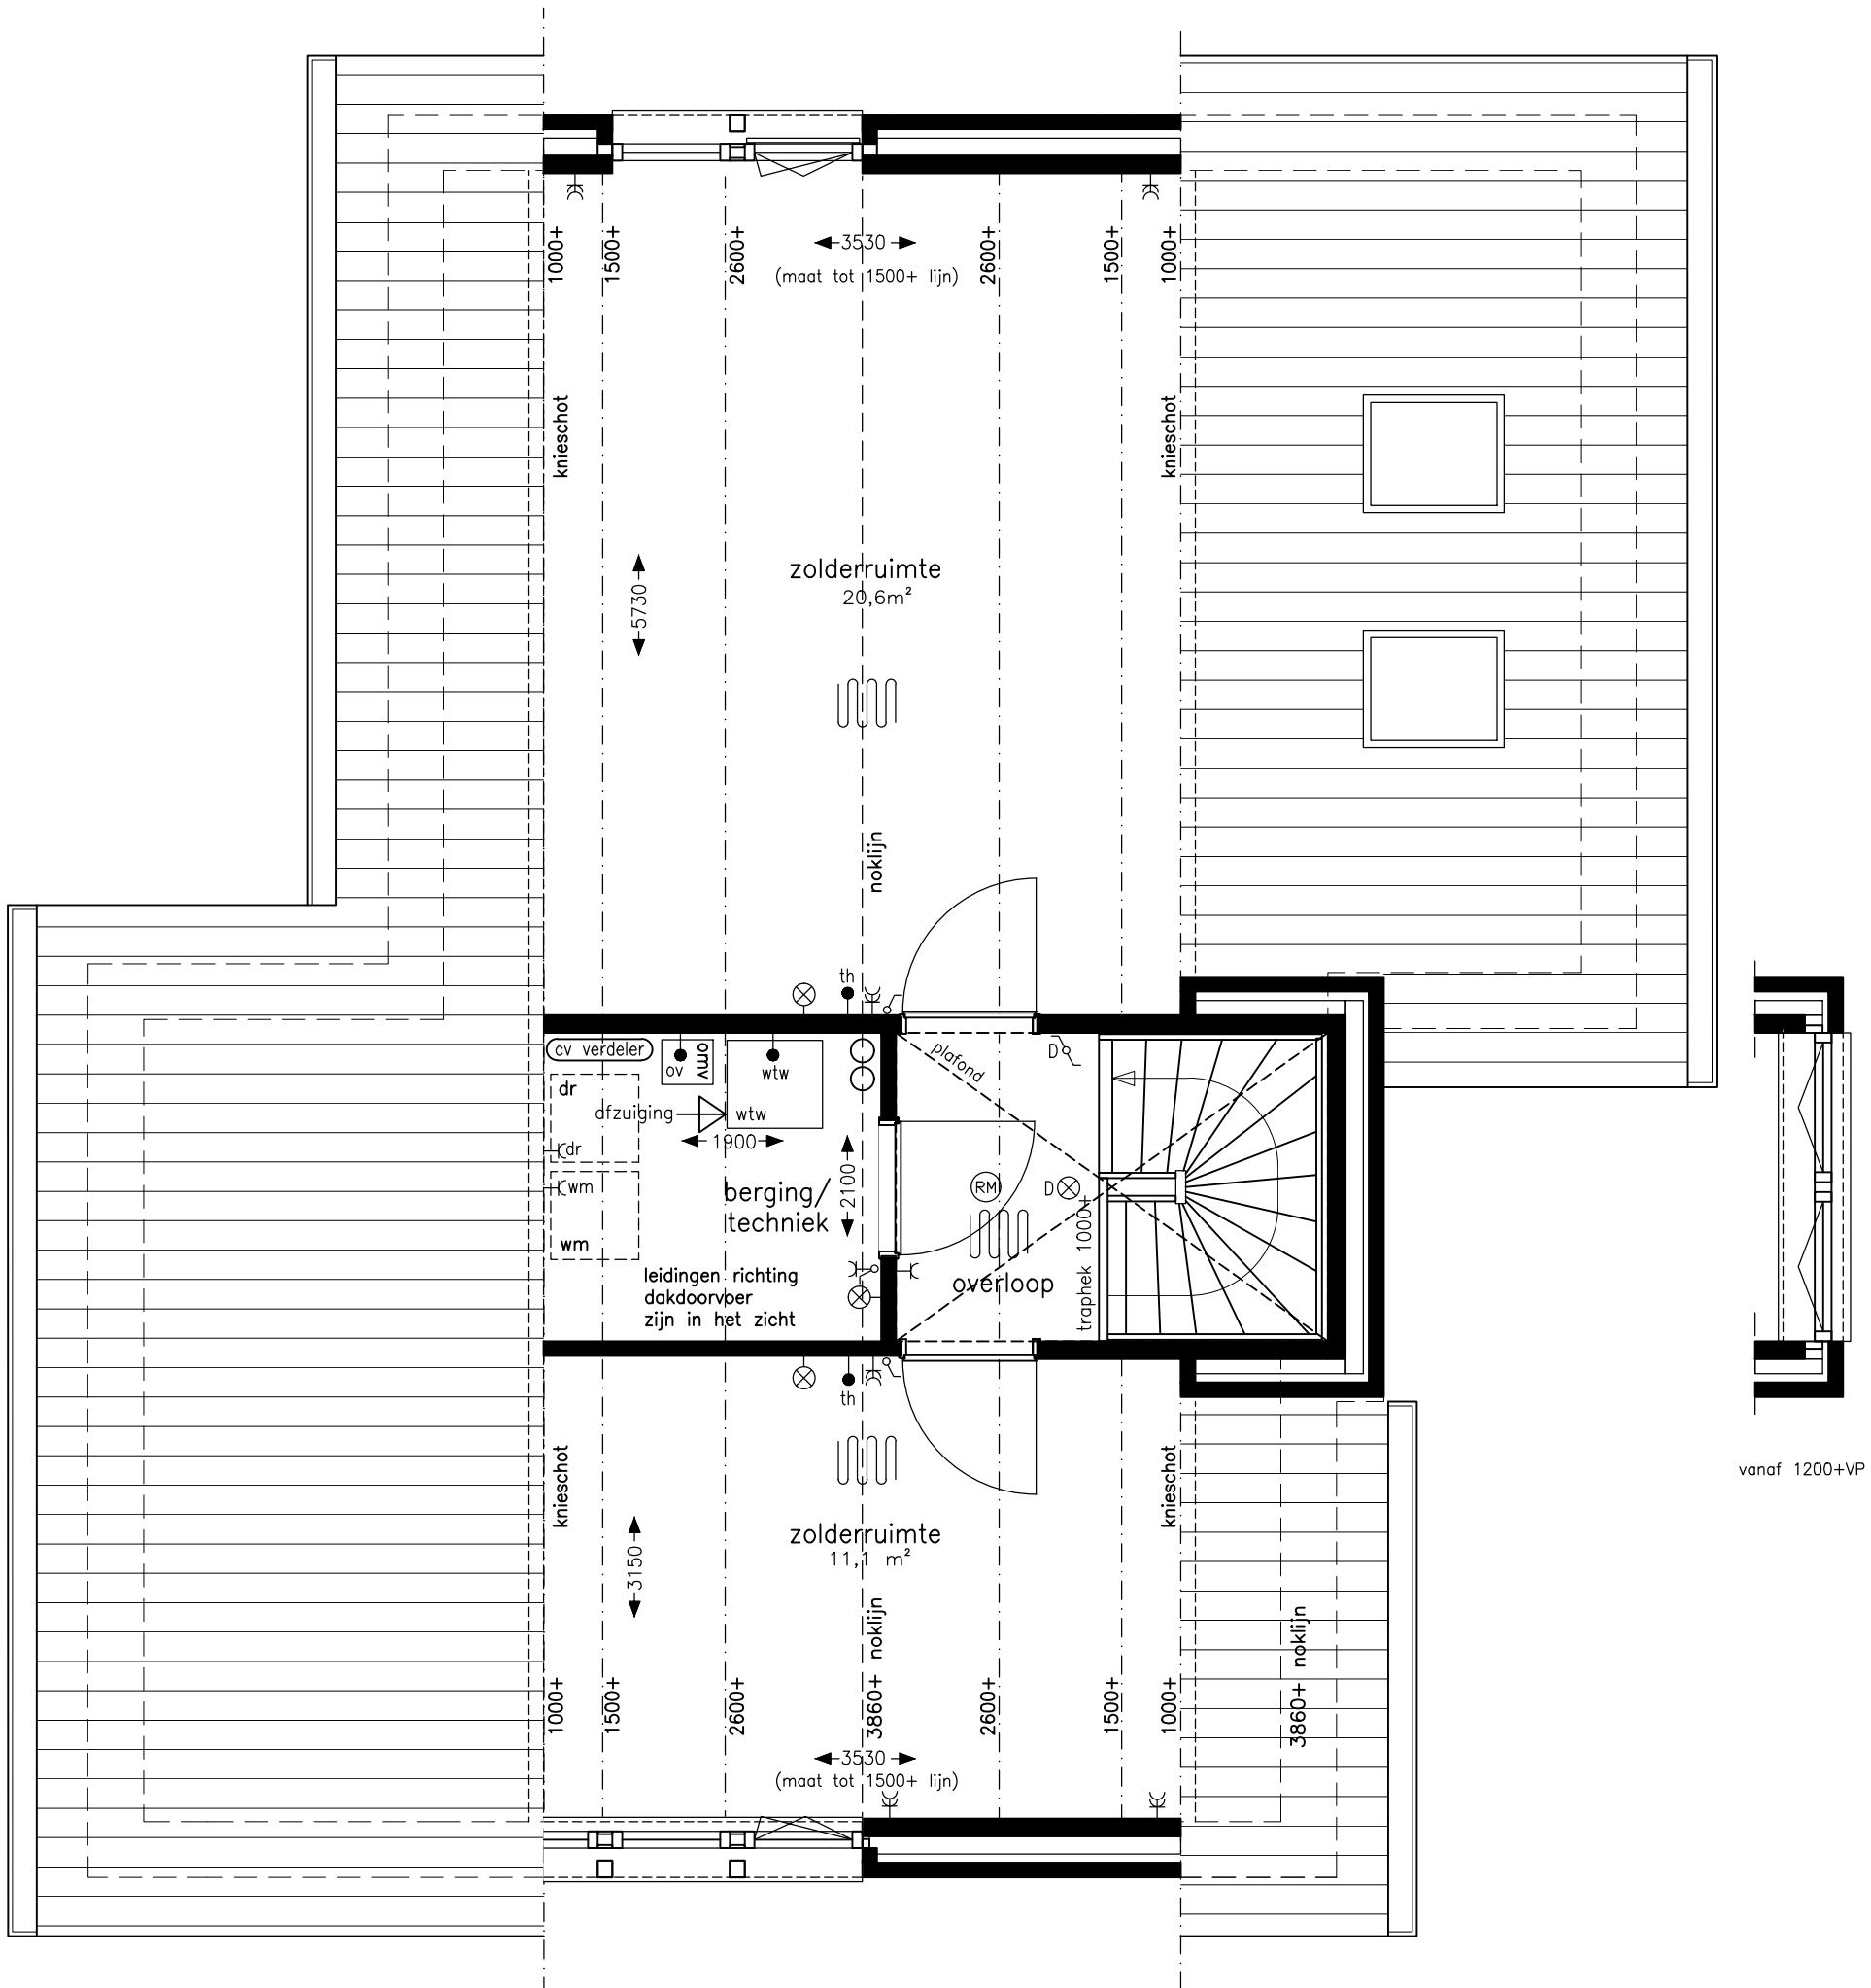 1000+
1500+
2600+
3530
(maat tot 1500+ lijn)
2600+
1500+
1000+
knieschot
knieschot
zolderruimte
20,6m²
5730
noklijn
th
cv verdeler
ov
omv
wtw
dr
afzuiging
wtw
1900
dr
wm
wm
berging/
techniek
2100
leidingen richting
dakdoorvoer
zijn in het zicht
plafond
D
RM
D
overloop
traphek 1000+
th
knieschot
knieschot
zolderruimte
11,1 m²
3150
1000+
1500+
2600+
3860+ noklijn
2600+
1500+
1000+
3860+ noklijn
3530
(maat tot 1500+ lijn)
vanaf 1200+VP